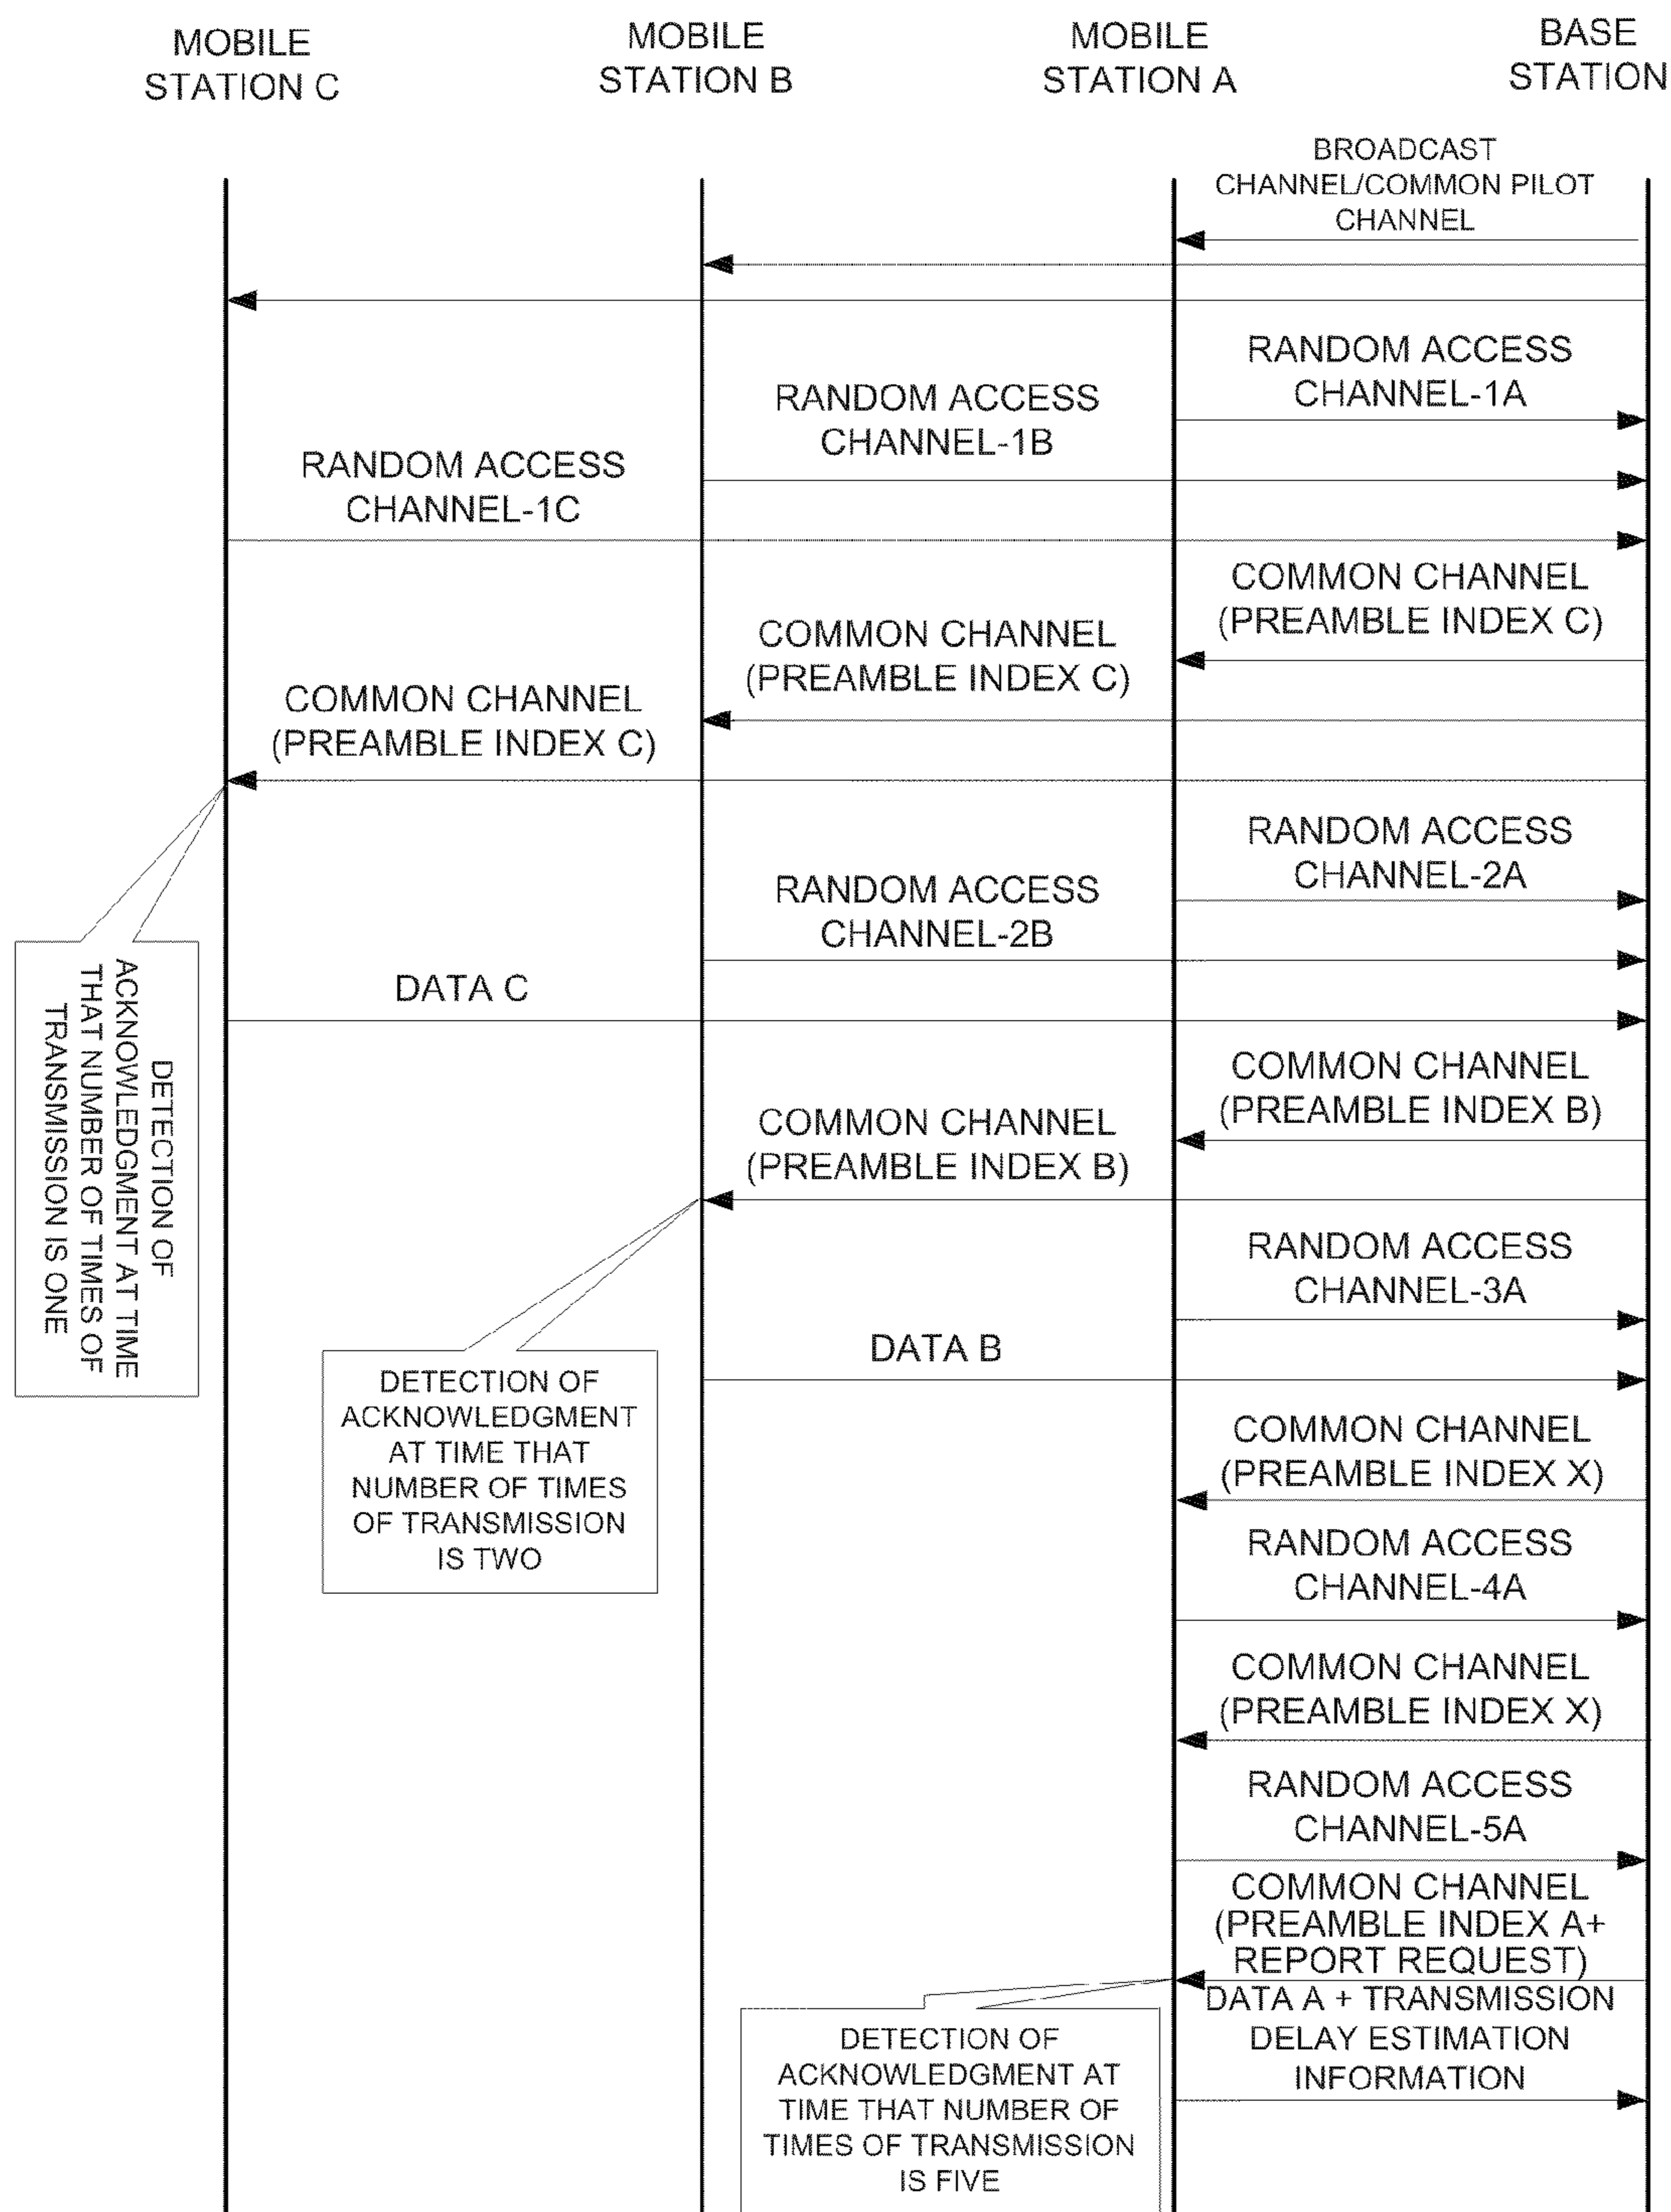 MOBILE
STATION C
MOBILE
STATION B
MOBILE
STATION A
BASE
STATION
BROADCAST
CHANNEL/COMMON PILOT
CHANNEL
RANDOM ACCESS
CHANNEL-1A
RANDOM ACCESS
CHANNEL-1B
RANDOM ACCESS
CHANNEL-1C
COMMON CHANNEL
(PREAMBLE INDEX C)
COMMON CHANNEL
(PREAMBLE INDEX C)
COMMON CHANNEL
(PREAMBLE INDEX C)
RANDOM ACCESS
CHANNEL-2A
RANDOM ACCESS
CHANNEL-2B
DATA C
DETECTION OF
ACKNOWLEDGMENT AT TIME
THAT NUMBER OF TIMES OF
TRANSMISSION IS ONE
COMMON CHANNEL
(PREAMBLE INDEX B)
COMMON CHANNEL
(PREAMBLE INDEX B)
RANDOM ACCESS
CHANNEL-3A
DATA B
DETECTION OF
ACKNOWLEDGMENT
AT TIME THAT
NUMBER OF TIMES
OF TRANSMISSION
IS TWO
COMMON CHANNEL
(PREAMBLE INDEX X)
RANDOM ACCESS
CHANNEL-4A
COMMON CHANNEL
(PREAMBLE INDEX X)
RANDOM ACCESS
CHANNEL-5A
COMMON CHANNEL
(PREAMBLE INDEX A+
REPORT REQUEST)
DATA A + TRANSMISSION
DELAY ESTIMATION
INFORMATION
DETECTION OF
ACKNOWLEDGMENT AT
TIME THAT NUMBER OF
TIMES OF TRANSMISSION
IS FIVE